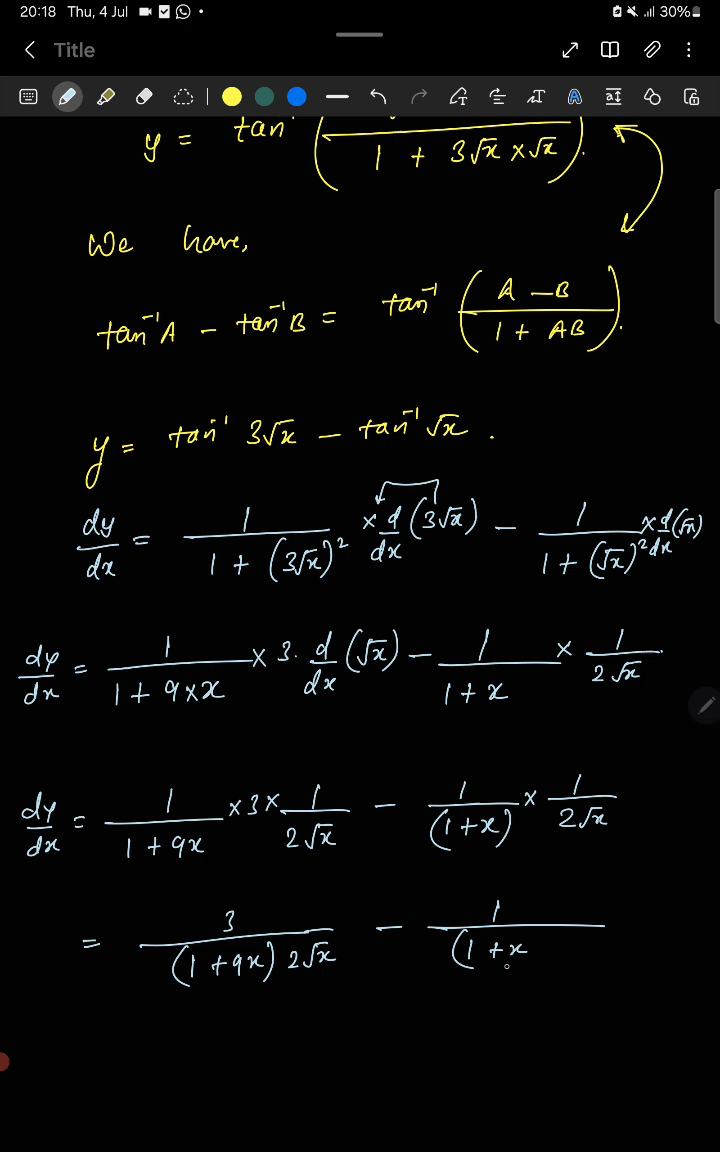 20:18 Thu, 4 Jul 30%
Title
y = tan⁻¹ ( / 1 + 3√x × √x ).
We have,
tan⁻¹A − tan⁻¹B = tan⁻¹ ( A − B / 1 + AB ).
y = tan⁻¹ 3√x − tan⁻¹ √x .
dy/dx = 1 / 1 + (3√x)² × d/dx (3√x) − 1 / 1 + (√x)² × d/dx (√x)
dy/dx = 1 / 1 + 9×x × 3 · d/dx (√x) − 1 / 1 + x × 1 / 2√x
dy/dx = 1 / 1 + 9x × 3 × 1 / 2√x − 1 / (1+x) × 1 / 2√x
= 3 / (1 + 9x) 2√x − 1 / (1 + x